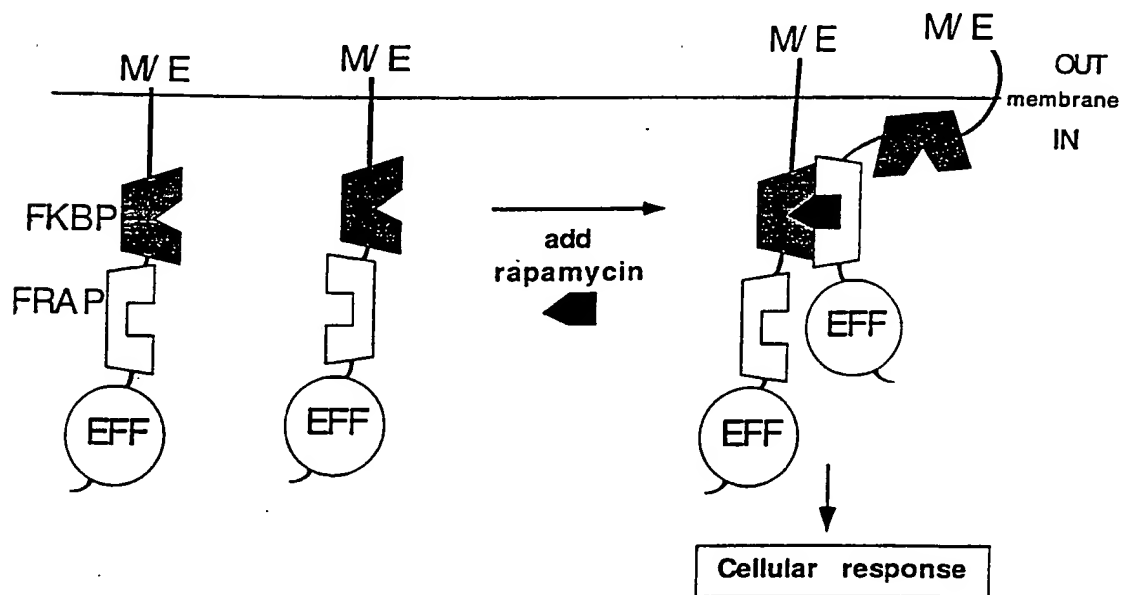 M/E
M/E
M/E
M/E
OUT
membrane
IN
FKBP
FRAP
EFF
EFF
add
rapamycin
EFF
EFF
Cellular response